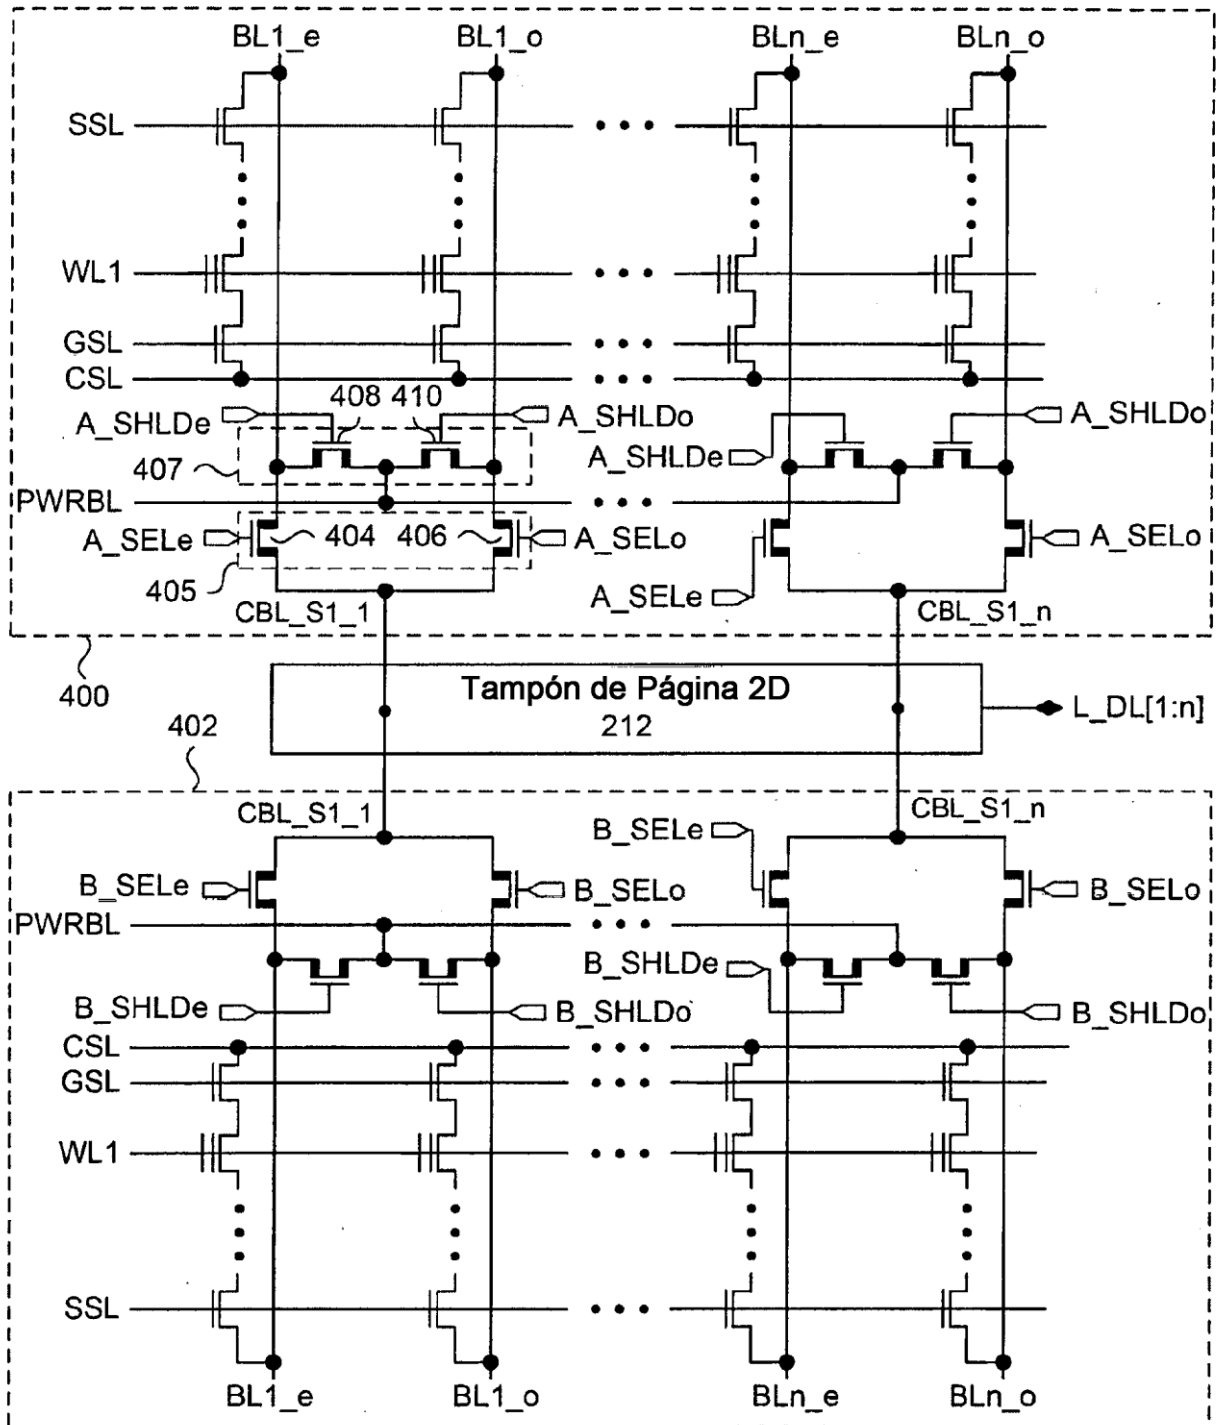 BL1_e BL1_o BLn_e BLn_o
SSL
WL1
GSL
CSL
A_SHLDe 408 410 A_SHLDo A_SHLDo
407 A_SHLDe
PWRBL
A_SELe 404 406 A_SELo A_SELo
405 A_SELe
CBL_S1_1 CBL_S1_n
400
Tampón de Página 2D
212
L_DL[1:n]
402
CBL_S1_1 CBL_S1_n
B_SELe
B_SELe B_SELo B_SELo
PWRBL
B_SHLDe
B_SHLDe B_SHLDo B_SHLDo
CSL
GSL
WL1
SSL
BL1_e BL1_o BLn_e BLn_o